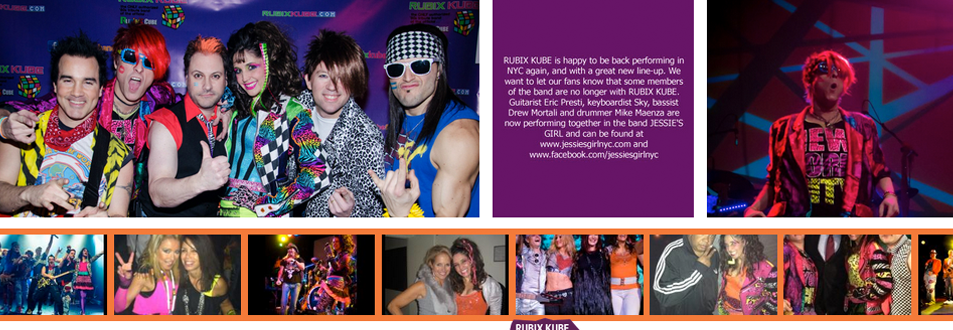 RUBIXKUBE.COM
RUBIX KUBE is happy to be back performing in
NYC again, and with a great new line-up. We
want to let our fans know that some members
of the band are no longer with RUBIX KUBE.
Guitarist Eric Presti, keyboardist Sky, bassist
Drew Mortali and drummer Mike Maenza are
now performing together in the band JESSIE'S
GIRL and can be found at
www.jessiesgirlnyc.com and
www.facebook.com/jessiesgirlnyc
RUBIX KUBE